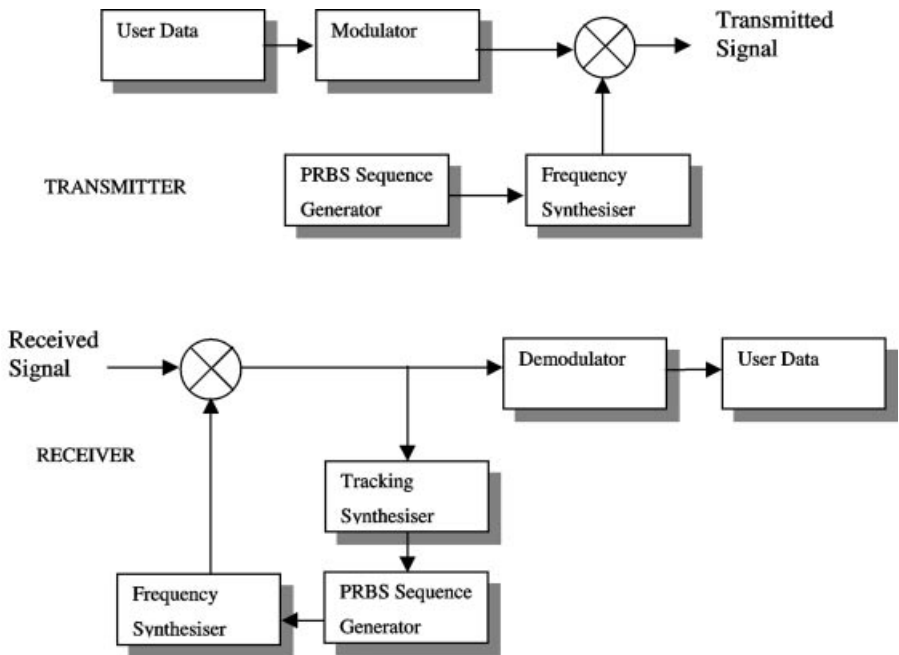 User Data
Modulator
Transmitted
Signal
TRANSMITTER
PRBS Sequence
Generator
Frequency
Synthesiser
Received
Signal
Demodulator
User Data
RECEIVER
Tracking
Synthesiser
Frequency
Synthesiser
PRBS Sequence
Generator